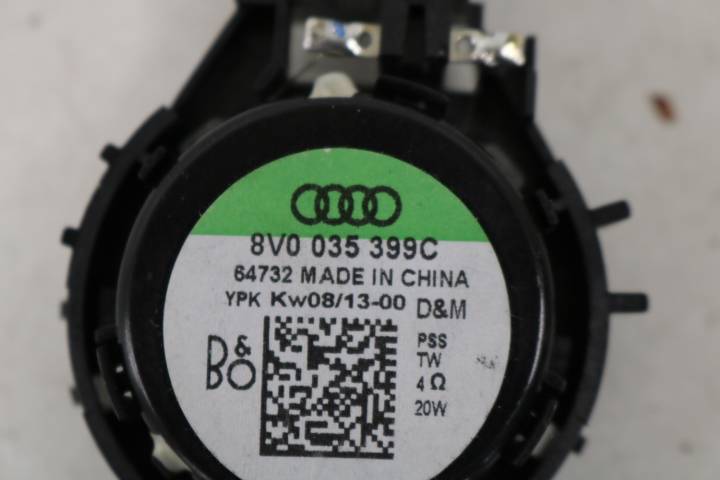 8V0 035 399C
64732 MADE IN CHINA
YPK Kw08/13-00 D&M
B&O
PSS
TW
4 Ω
20W